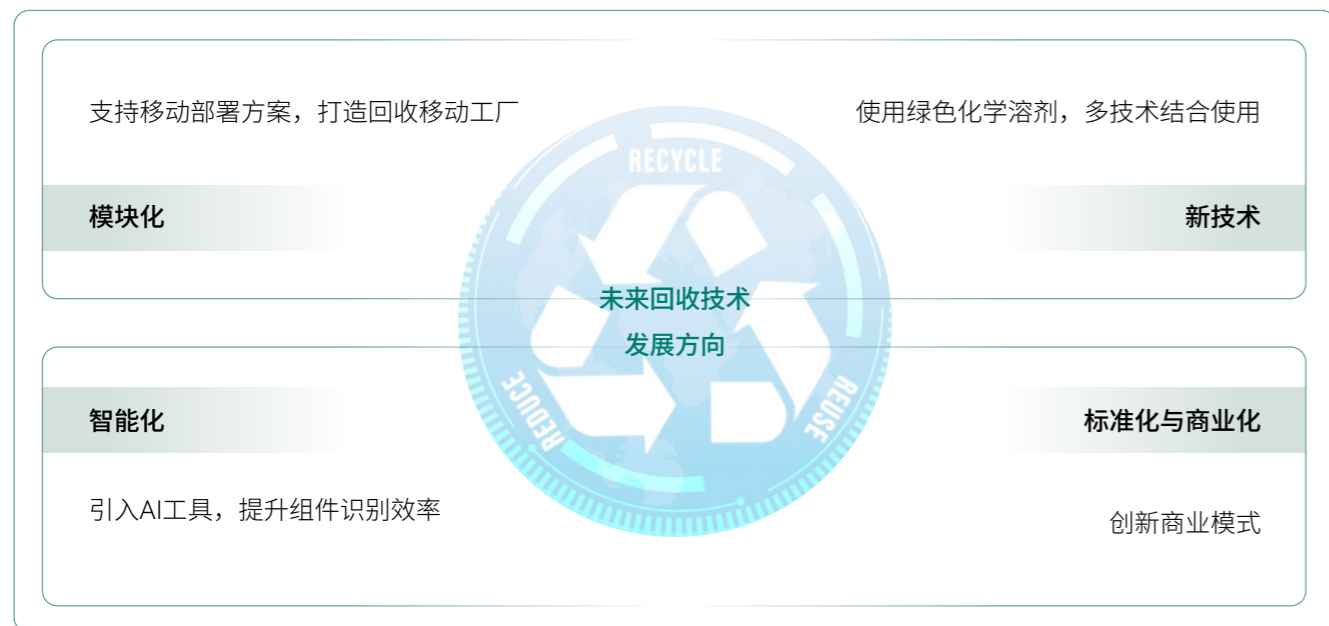 支持移动部署方案，打造回收移动工厂
使用绿色化学溶剂，多技术结合使用
RECYCLE
模块化
新技术
未来回收技术
发展方向
REDUCE
REUSE
智能化
标准化与商业化
引入AI工具，提升组件识别效率
创新商业模式